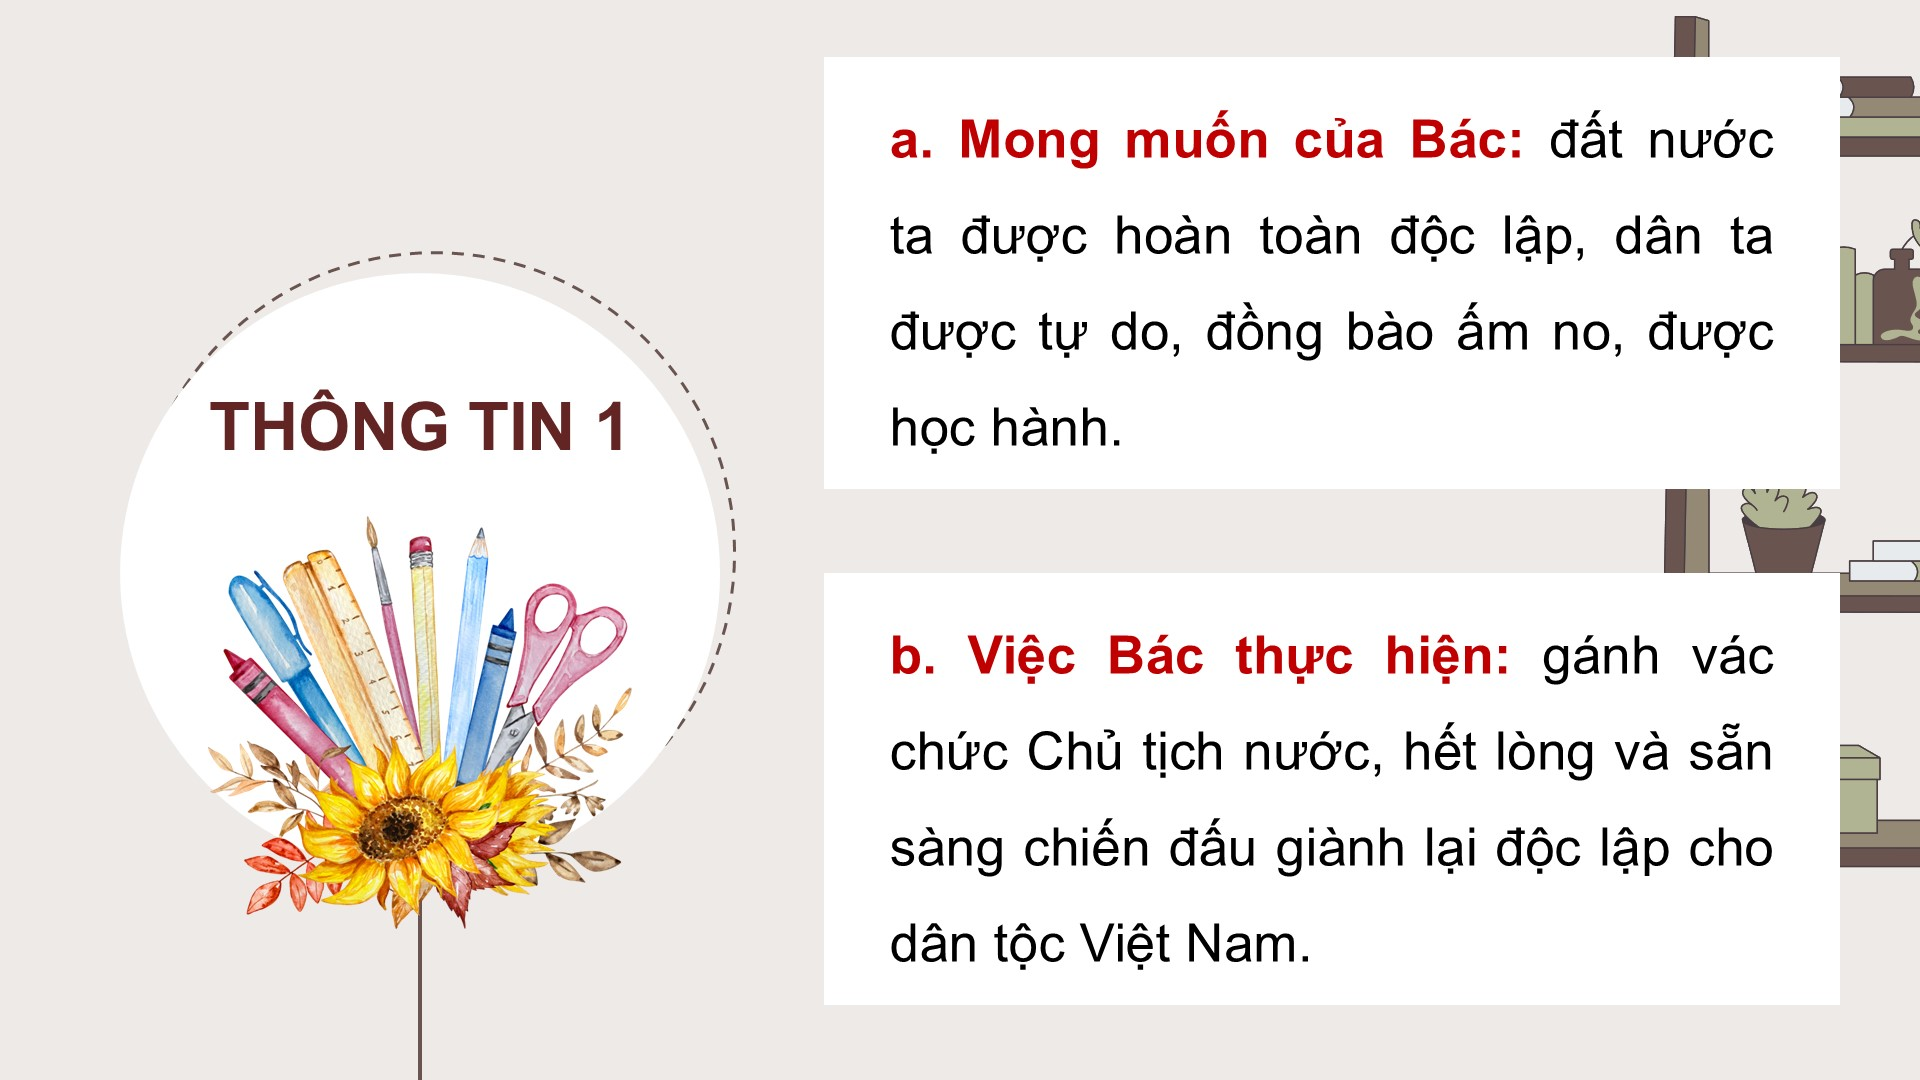 THÔNG TIN 1
a. Mong muốn của Bác: đất nước
ta được hoàn toàn độc lập, dân ta
được tự do, đồng bào ấm no, được
học hành.
b. Việc Bác thực hiện: gánh vác
chức Chủ tịch nước, hết lòng và sẵn
sàng chiến đấu giành lại độc lập cho
dân tộc Việt Nam.